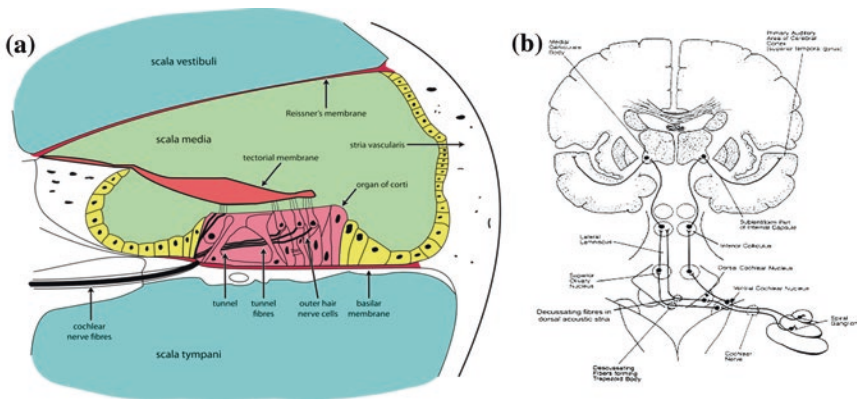 (a)
scala vestibuli
Reissner's membrane
scala media
stria vascularis
tectorial membrane
organ of corti
tunnel
tunnel
fibres
outer hair
nerve cells
basilar
membrane
cochlear
nerve fibres
scala tympani
(b)
Medial
Geniculate
Body
Primary Auditory
Area of Cerebral
Cortex
(superior temporal gyrus)
Sublentiform Part
of Internal Capsule
Lateral
Lemniscus
Inferior Colliculus
Superior
Olivary
Nucleus
Dorsal Cochlear Nucleus
Ventral Cochlear Nucleus
Decussating fibres in
dorsal acoustic stria
Spiral
Ganglion
Cochlear
Nerve
Decussating
Fibers forming
Trapezoid Body